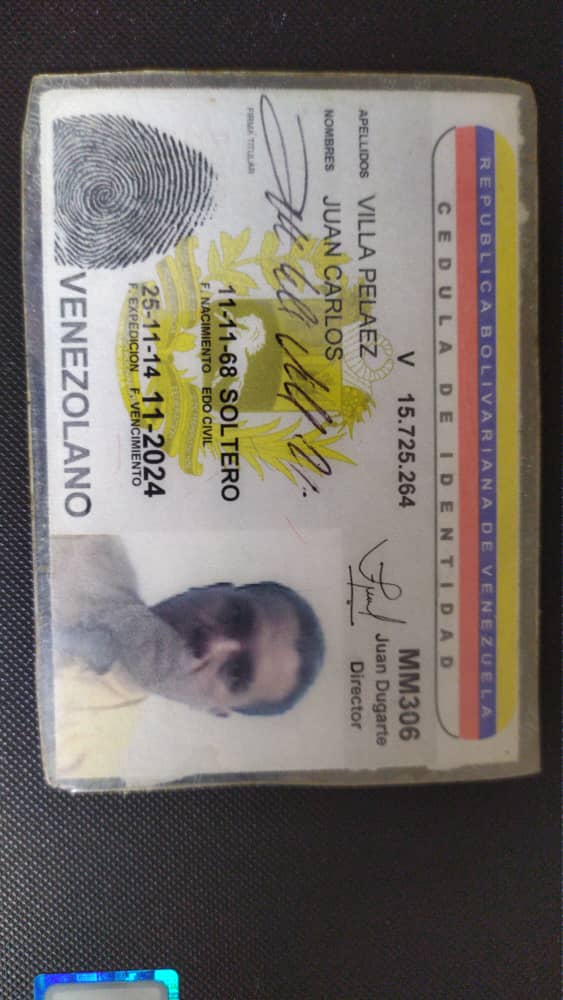 REPUBLICA BOLIVARIANA DE VENEZUELA
CEDULA DE IDENTIDAD
V 15.725.264
MM306
Juan Dugarte
Director
APELLIDOS VILLA PELAEZ
NOMBRES JUAN CARLOS
FIRMA TITULAR
11-11-68 SOLTERO
F. NACIMIENTO EDO CIVIL
25-11-14 11-2024
F. EXPEDICION F. VENCIMIENTO
VENEZOLANO